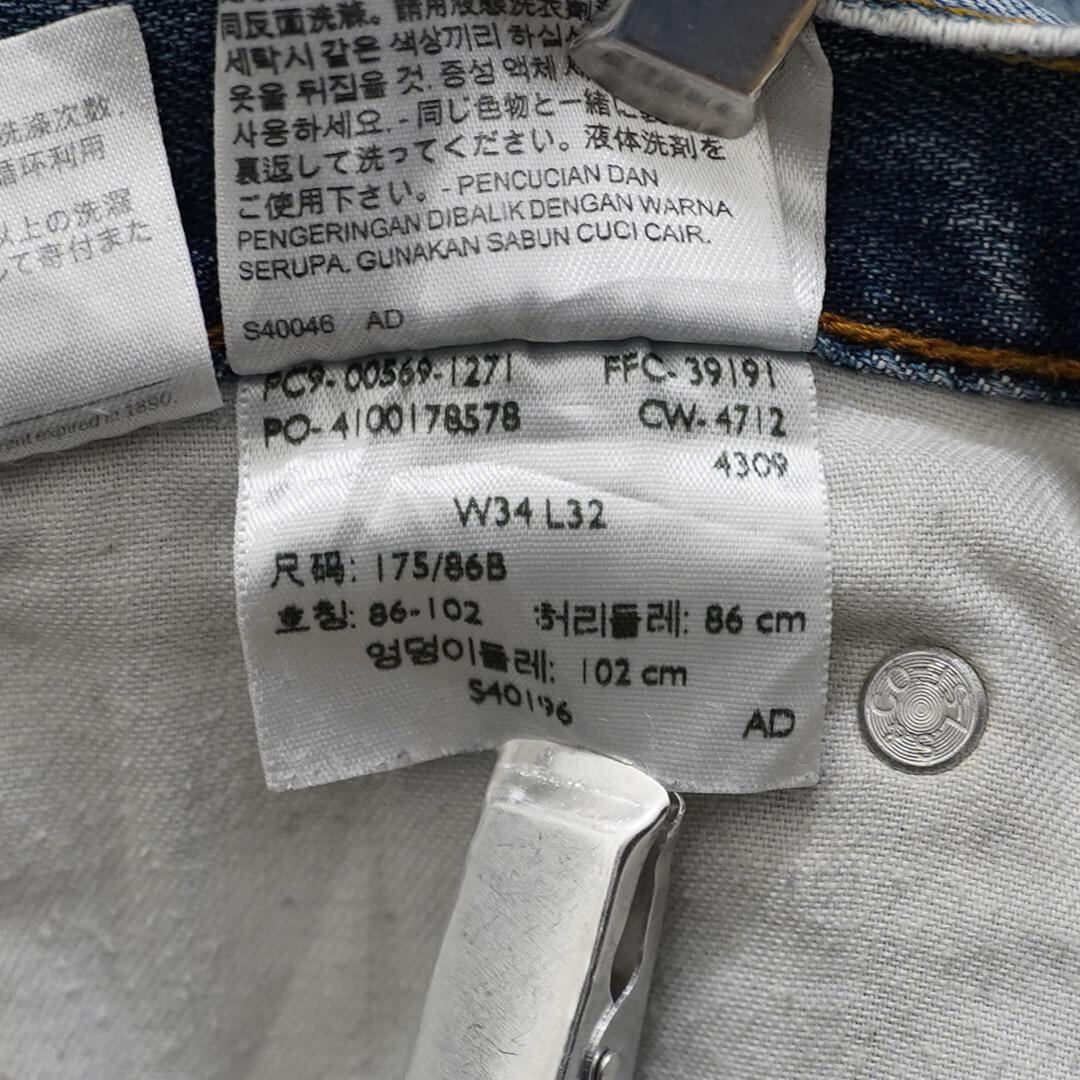 洗涤次数.
循环利用
以上の洗濯
して寄付また
ent expired in 1890.
同反面洗滌。請用液態洗衣劑。
세탁시 같은 색상끼리 하십시
옷을 뒤집을 것. 중성 액체 세
사용하세요. - 同じ色物と一緒に
裏返して洗ってください。液体洗剤を
ご使用下さい。- PENCUCIAN DAN
PENGERINGAN DIBALIK DENGAN WARNA
SERUPA. GUNAKAN SABUN CUCI CAIR.
S40046 AD
PC9-00569-1271 FFC-39191
PO-4100178578 CW-4712
4309
W34 L32
尺码: 175/86B
호칭: 86-102 허리둘레: 86 cm
엉덩이둘레: 102 cm
S40196
AD